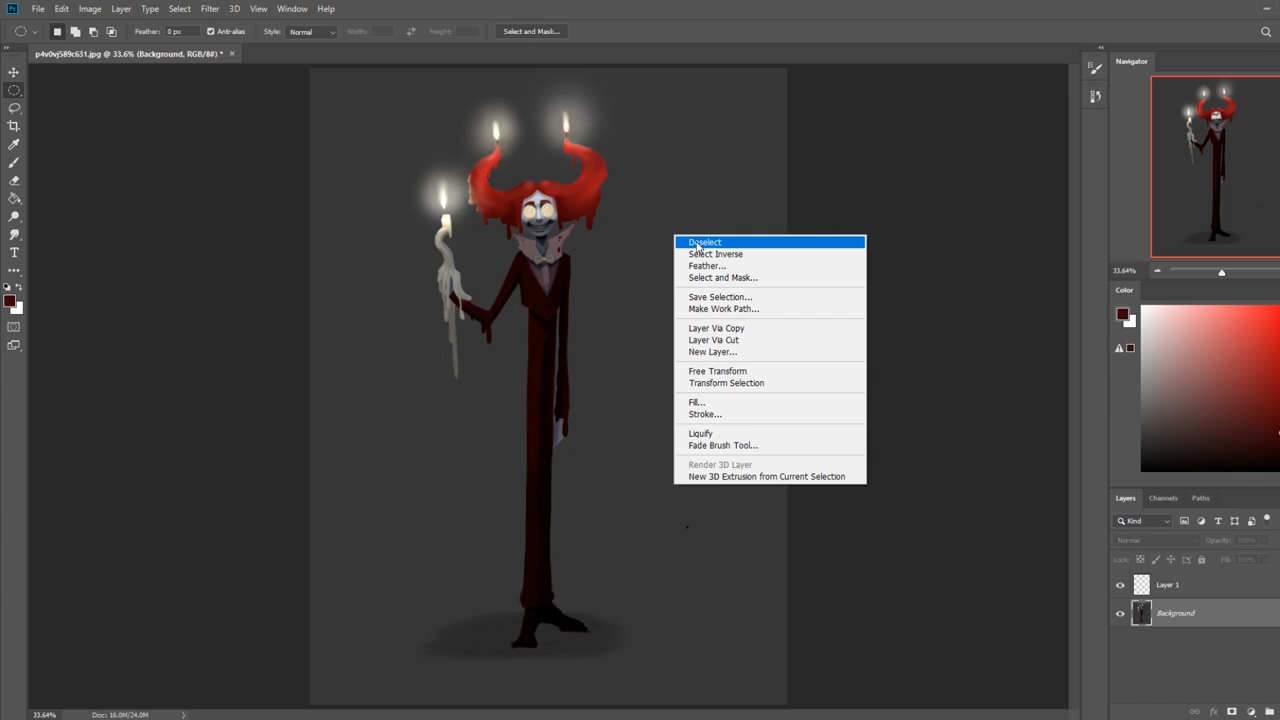 Ps File Edit Image Layer Type Select Filter 3D View Window Help
Feather: 0 px Anti-alias Style: Normal Width: Height: Select and Mask...
p4v0vj589c631.jpg @ 33.6% (Background, RGB/8#) * ×
Navigator
33.64%
Color
Deselect
Select Inverse
Feather...
Select and Mask...
Save Selection...
Make Work Path...
Layer Via Copy
Layer Via Cut
New Layer...
Free Transform
Transform Selection
Fill...
Stroke...
Liquify
Fade Brush Tool...
Render 3D Layer
New 3D Extrusion from Current Selection
Layers Channels Paths
Kind
Normal Opacity: 100%
Lock: Fill: 100%
Layer 1
Background
33.64% Doc: 16.0M/24.0M